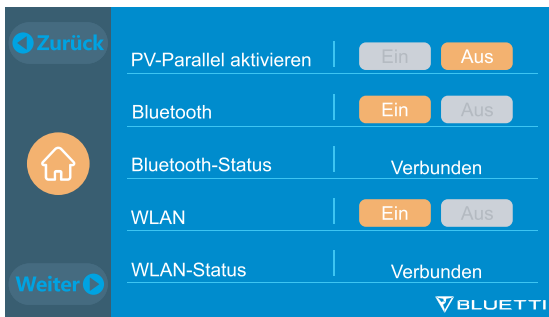 Zurück
PV-Parallel aktivieren Ein Aus
Bluetooth Ein Aus
Bluetooth-Status Verbunden
WLAN Ein Aus
WLAN-Status Verbunden
Weiter
BLUETTI